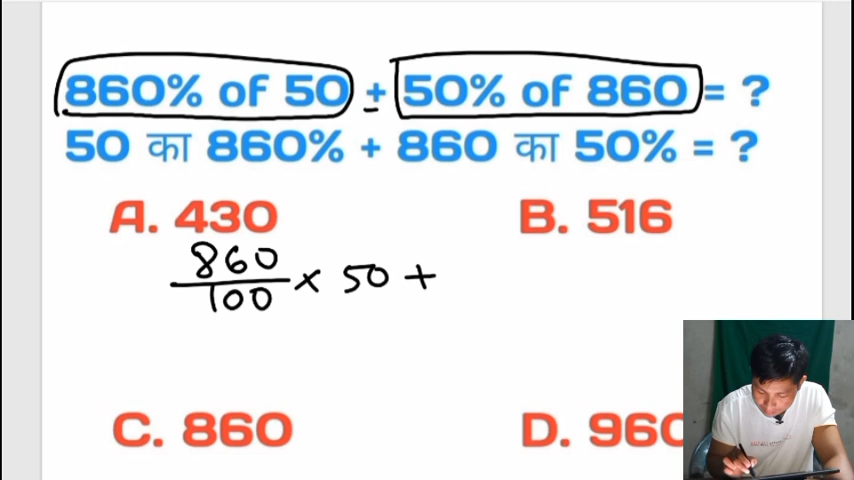 860% of 50 + 50% of 860 = ?
50 का 860% + 860 का 50% = ?
A. 430
B. 516
860
100
× 50 +
C. 860
D. 960